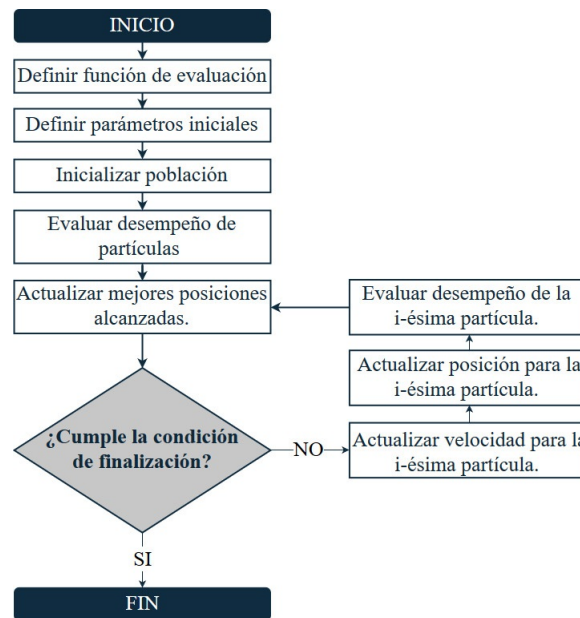 INICIO
Definir función de evaluación
Definir parámetros iniciales
Inicializar población
Evaluar desempeño de
partículas
Actualizar mejores posiciones
alcanzadas.
¿Cumple la condición
de finalización?
NO
Actualizar velocidad para la
i-ésima partícula.
Actualizar posición para la
i-ésima partícula.
Evaluar desempeño de la
i-ésima partícula.
SI
FIN